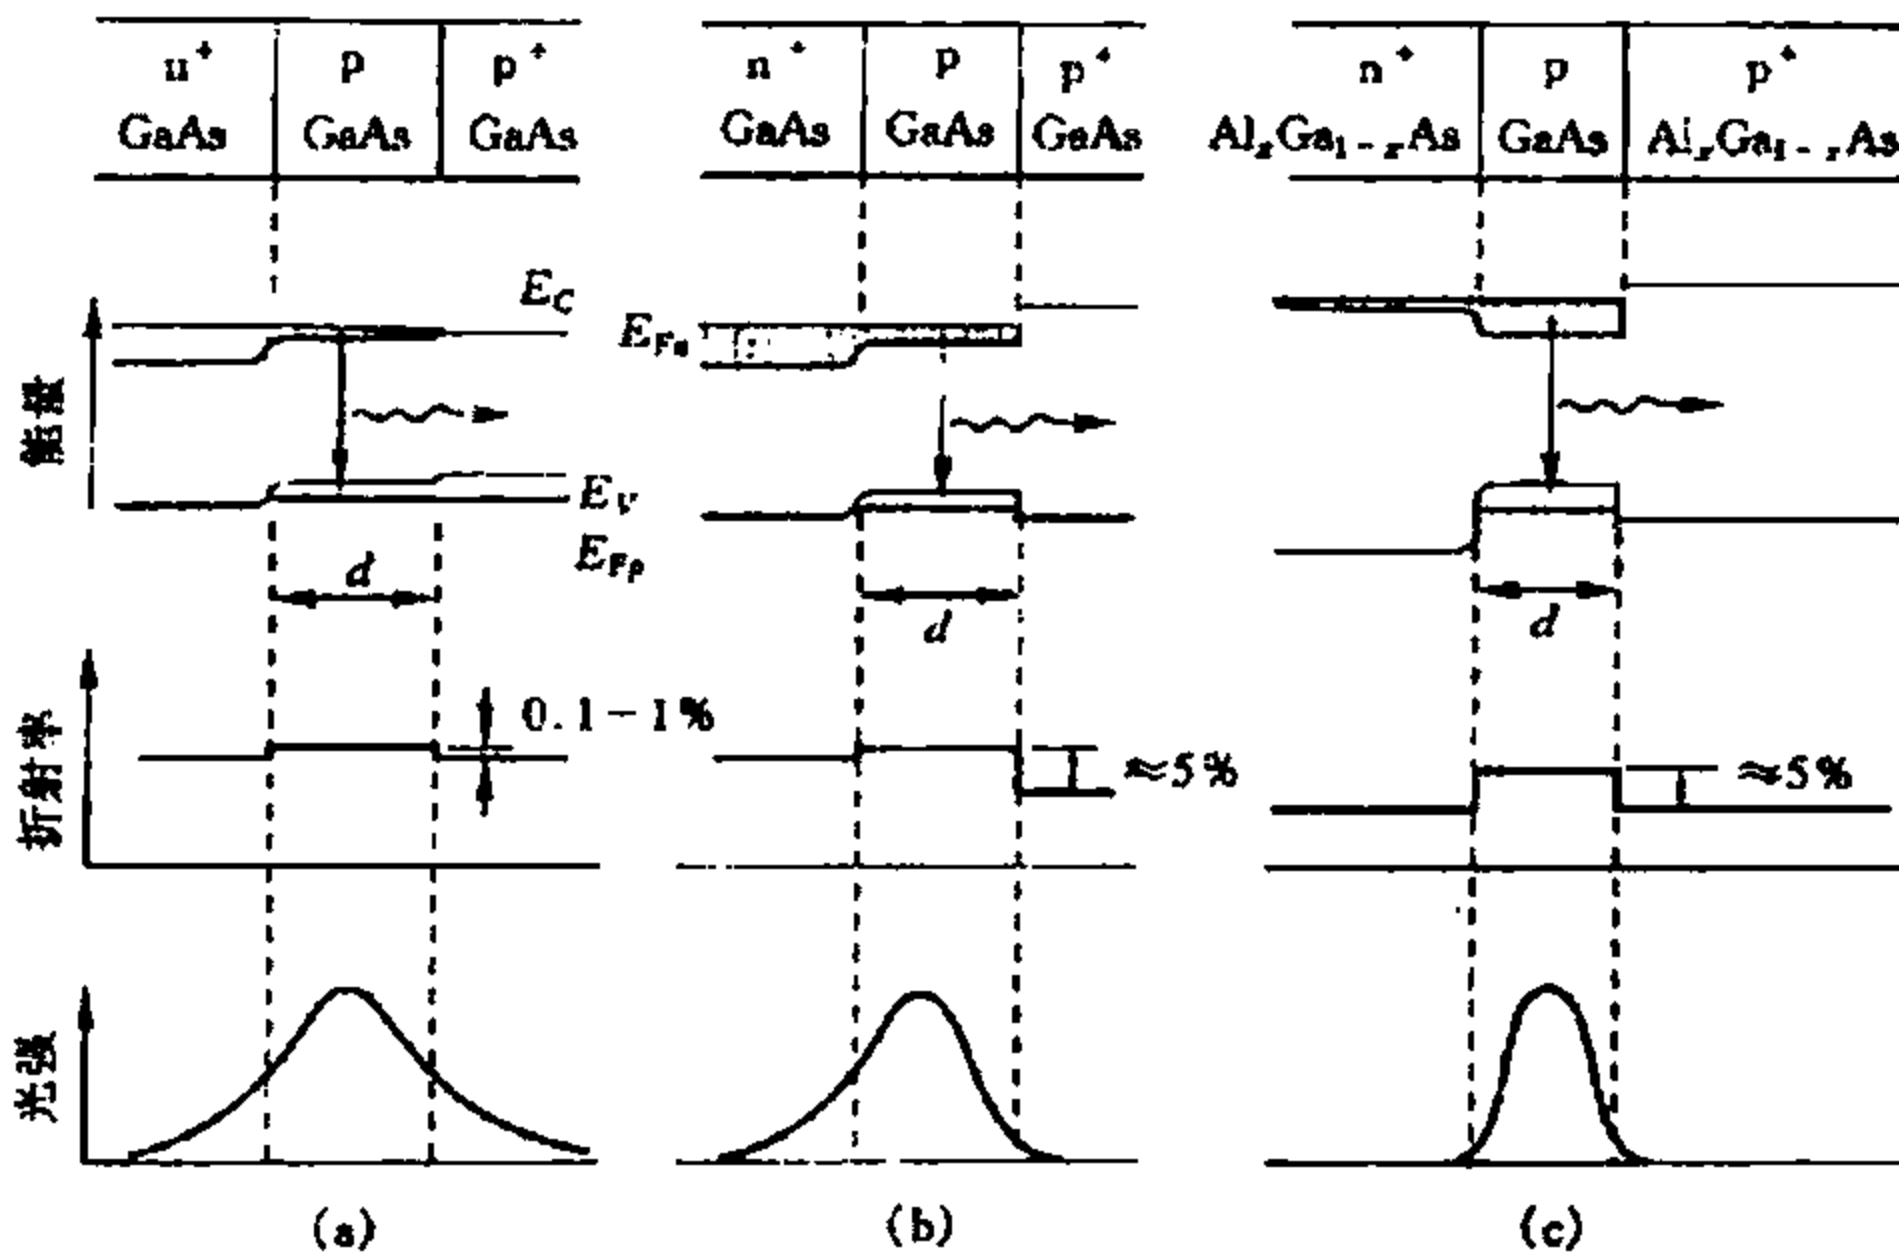 n⁺ p p⁺ n⁺ p p⁺ n⁺ p p⁺
GaAs GaAs GaAs GaAs GaAs GaAs AlₓGa₁₋ₓAs GaAs AlₓGa₁₋ₓAs
E_C
E_Fn
能量
E_V
E_Fp
d d d
折射率
0.1-1% ≈5% ≈5%
光强
(a) (b) (c)